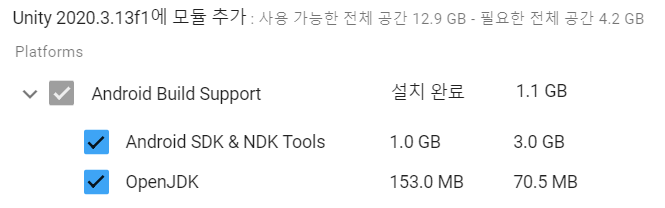 Unity 2020.3.13f1에 모듈 추가 : 사용 가능한 전체 공간 12.9 GB - 필요한 전체 공간 4.2 GB
Platforms
Android Build Support 설치 완료 1.1 GB
Android SDK & NDK Tools 1.0 GB 3.0 GB
OpenJDK 153.0 MB 70.5 MB